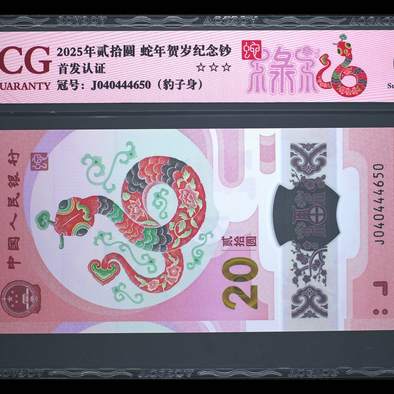 CG
UARANTY
2025年贰拾圆 蛇年贺岁纪念钞
首发认证
☆☆☆
冠号：J040444650（豹子身）
中国人民银行
贰拾圆
20
J040444650